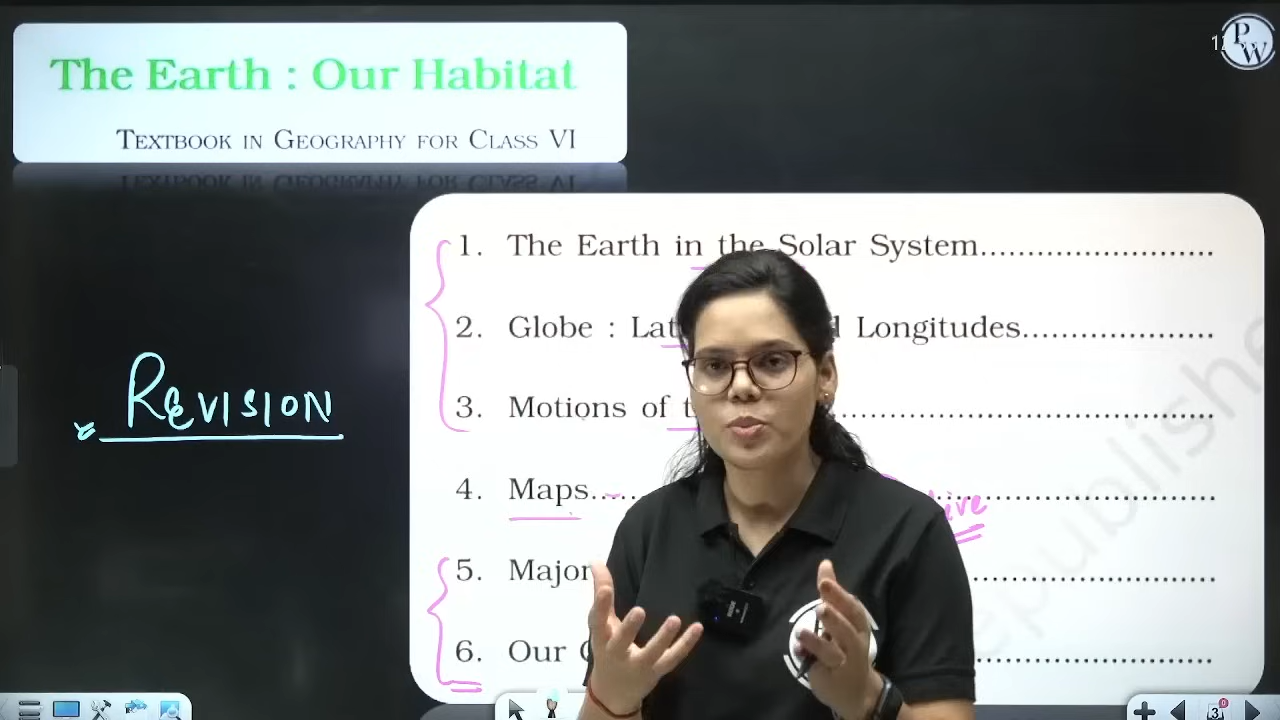 The Earth : Our Habitat
TEXTBOOK IN GEOGRAPHY FOR CLASS VI
P
W
1. The Earth in the Solar System
2. Globe : Lat Longitudes
3. Motions of t
REVISION
4. Maps
5. Major
6. Our